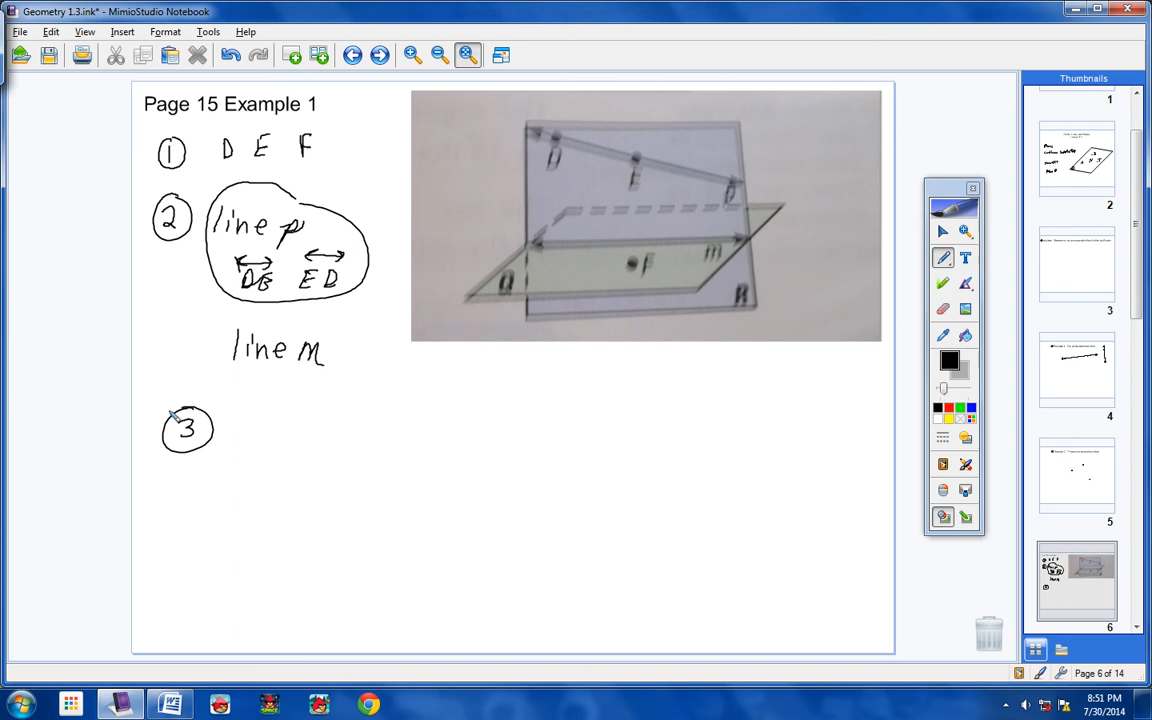 Geometry 1.3.ink* - MimioStudio Notebook
File Edit View Insert Format Tools Help
Page 15 Example 1
1 D E F
2 line p
DE ED
line m
3
D
E
p
m
F
Q
R
Thumbnails
1
2
3
4
5
6
Page 6 of 14
8:51 PM
7/30/2014